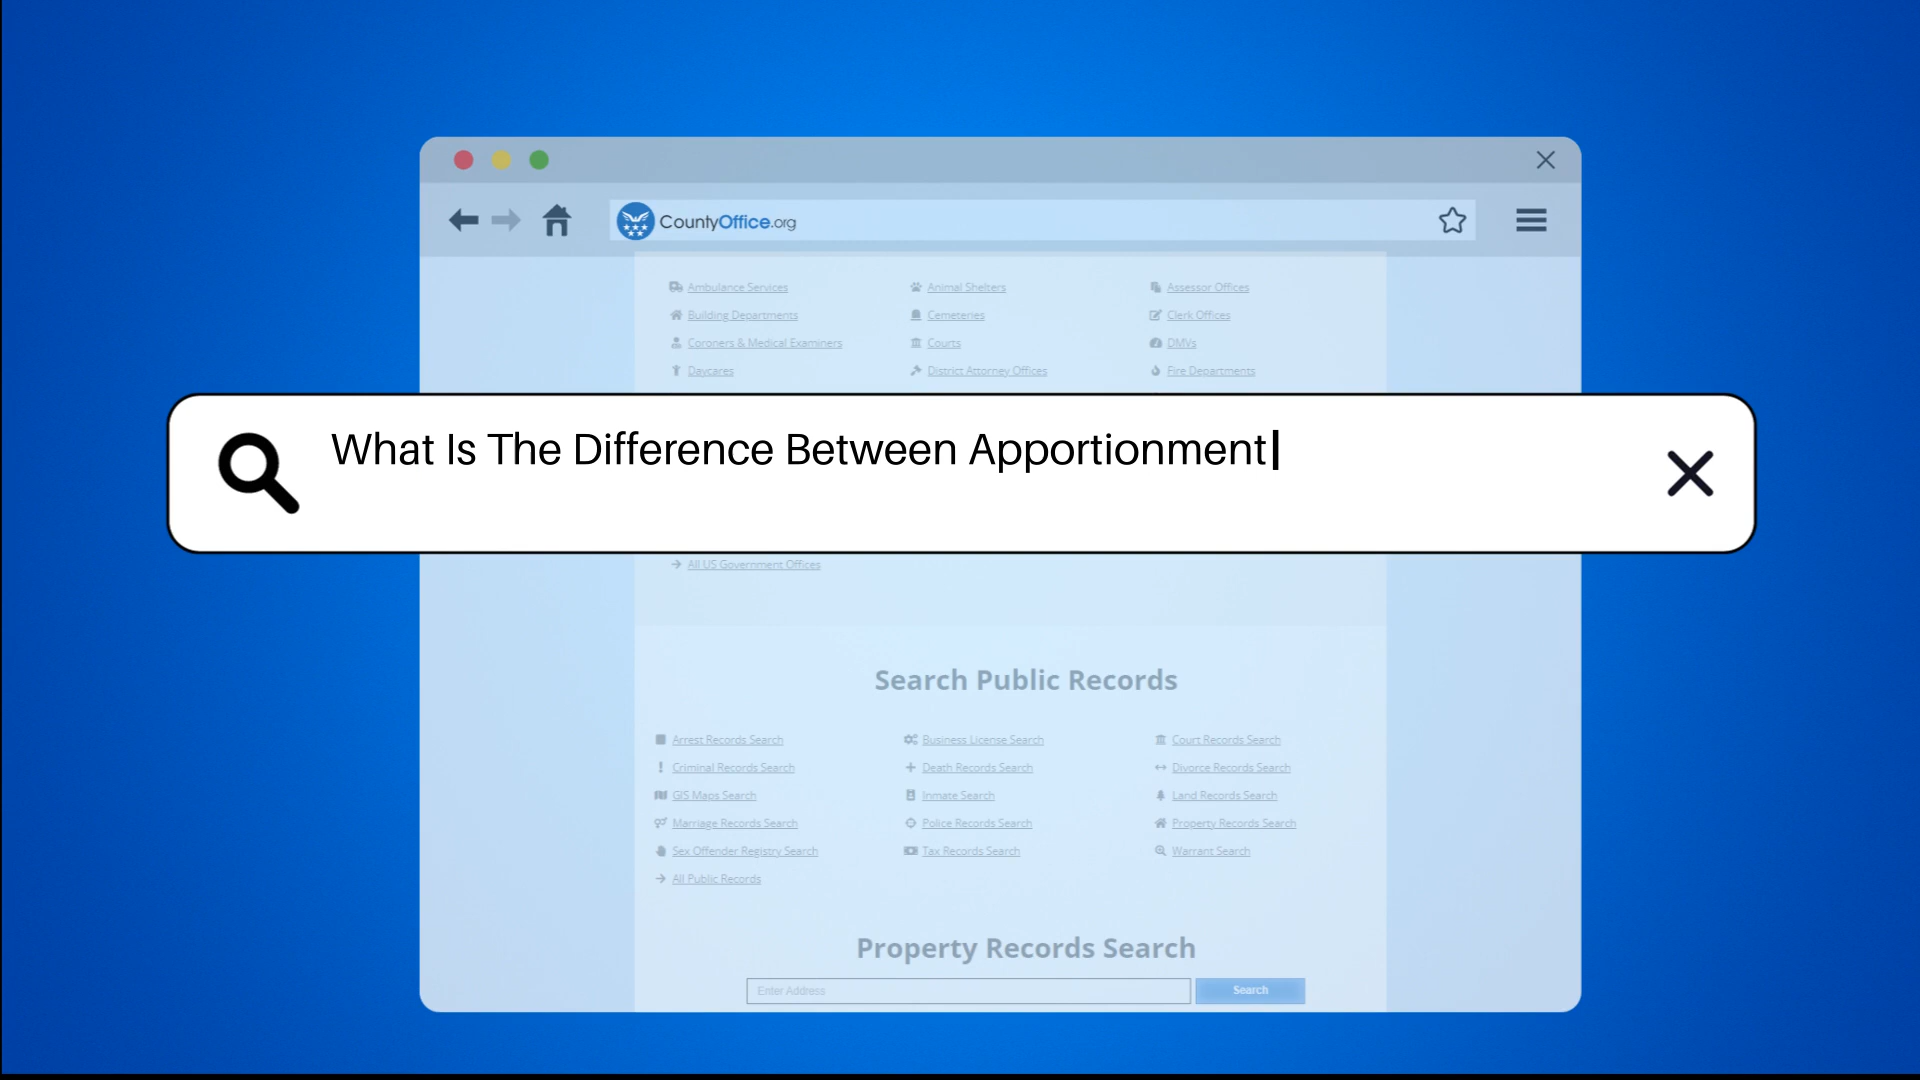 CountyOffice.org
Ambulance Services Animal Shelters Assessor Offices
Building Departments Cemeteries Clerk Offices
Coroners & Medical Examiners Courts DMVs
Daycares District Attorney Offices Fire Departments
What Is The Difference Between Apportionment
All US Government Offices
Search Public Records
Arrest Records Search Business License Search Court Records Search
Criminal Records Search Death Records Search Divorce Records Search
GIS Maps Search Inmate Search Land Records Search
Marriage Records Search Police Records Search Property Records Search
Sex Offender Registry Search Tax Records Search Warrant Search
All Public Records
Property Records Search
Enter Address Search